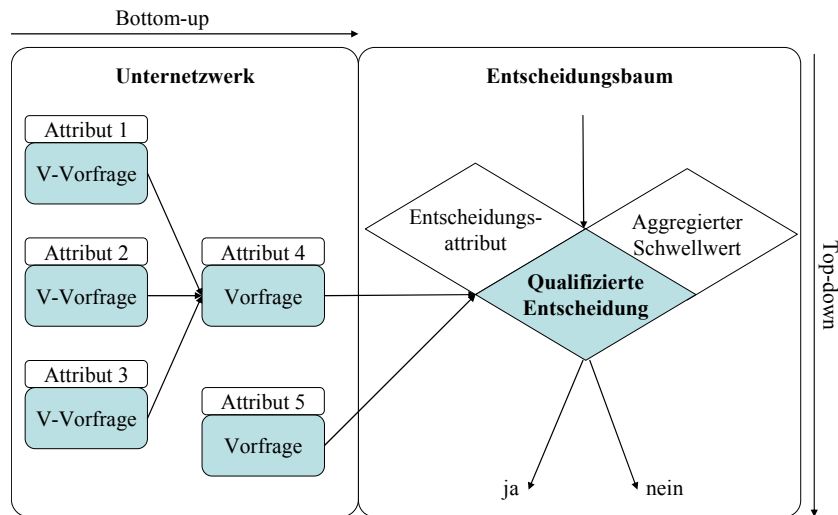 Bottom-up
Unternetzwerk
Entscheidungsbaum
Attribut 1
V-Vorfrage
Attribut 2
V-Vorfrage
Attribut 3
V-Vorfrage
Attribut 4
Vorfrage
Attribut 5
Vorfrage
Entscheidungs-
attribut
Aggregierter
Schwellwert
Qualifizierte
Entscheidung
ja
nein
Top-down